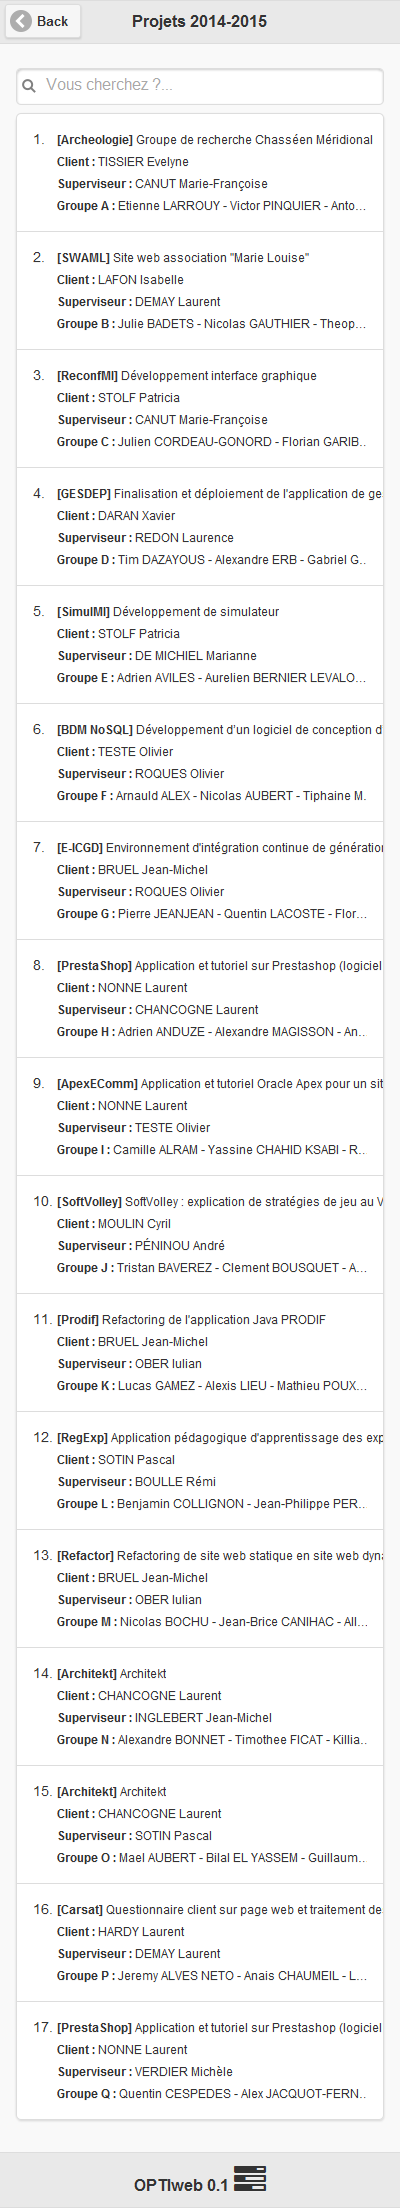 Back
Projets 2014-2015
Vous cherchez ?...
1. [Archeologie] Groupe de recherche Chasséen Méridional
Client : TISSIER Evelyne
Superviseur : CANUT Marie-Françoise
Groupe A : Etienne LARROUY - Victor PINQUIER - Anto...
2. [SWAML] Site web association "Marie Louise"
Client : LAFON Isabelle
Superviseur : DEMAY Laurent
Groupe B : Julie BADETS - Nicolas GAUTHIER - Theop...
3. [ReconfMI] Développement interface graphique
Client : STOLF Patricia
Superviseur : CANUT Marie-Françoise
Groupe C : Julien CORDEAU-GONORD - Florian GARIB..
4. [GESDEP] Finalisation et déploiement de l'application de ge
Client : DARAN Xavier
Superviseur : REDON Laurence
Groupe D : Tim DAZAYOUS - Alexandre ERB - Gabriel G..
5. [SimulMI] Développement de simulateur
Client : STOLF Patricia
Superviseur : DE MICHIEL Marianne
Groupe E : Adrien AVILES - Aurelien BERNIER LEVALO...
6. [BDM NoSQL] Développement d'un logiciel de conception d
Client : TESTE Olivier
Superviseur : ROQUES Olivier
Groupe F : Arnauld ALEX - Nicolas AUBERT - Tiphaine M.
7. [E-ICGD] Environnement d'intégration continue de génération
Client : BRUEL Jean-Michel
Superviseur : ROQUES Olivier
Groupe G : Pierre JEANJEAN - Quentin LACOSTE - Flor...
8. [PrestaShop] Application et tutoriel sur Prestashop (logiciel
Client : NONNE Laurent
Superviseur : CHANCOGNE Laurent
Groupe H : Adrien ANDUZE - Alexandre MAGISSON - An..
9. [ApexEComm] Application et tutoriel Oracle Apex pour un sit
Client : NONNE Laurent
Superviseur : TESTE Olivier
Groupe I : Camille ALRAM - Yassine CHAHID KSABI - R..
10. [SoftVolley] SoftVolley : explication de stratégies de jeu au V
Client : MOULIN Cyril
Superviseur : PÉNINOU André
Groupe J : Tristan BAVEREZ - Clement BOUSQUET - A...
11. [Prodif] Refactoring de l'application Java PRODIF
Client : BRUEL Jean-Michel
Superviseur : OBER Iulian
Groupe K : Lucas GAMEZ - Alexis LIEU - Mathieu POUX...
12. [RegExp] Application pédagogique d'apprentissage des exp
Client : SOTIN Pascal
Superviseur : BOULLE Rémi
Groupe L : Benjamin COLLIGNON - Jean-Philippe PER..
13. [Refactor] Refactoring de site web statique en site web dyna
Client : BRUEL Jean-Michel
Superviseur : OBER Iulian
Groupe M : Nicolas BOCHU - Jean-Brice CANIHAC - All...
14. [Architekt] Architekt
Client : CHANCOGNE Laurent
Superviseur : INGLEBERT Jean-Michel
Groupe N : Alexandre BONNET - Timothee FICAT - Killia..
15. [Architekt] Architekt
Client : CHANCOGNE Laurent
Superviseur : SOTIN Pascal
Groupe O : Mael AUBERT - Bilal EL YASSEM - Guillaum..
16. [Carsat] Questionnaire client sur page web et traitement de
Client : HARDY Laurent
Superviseur : DEMAY Laurent
Groupe P : Jeremy ALVES NETO - Anais CHAUMEIL - L...
17. [PrestaShop] Application et tutoriel sur Prestashop (logiciel
Client : NONNE Laurent
Superviseur : VERDIER Michèle
Groupe Q : Quentin CESPEDES - Alex JACQUOT-FERN..
OPTIweb 0.1